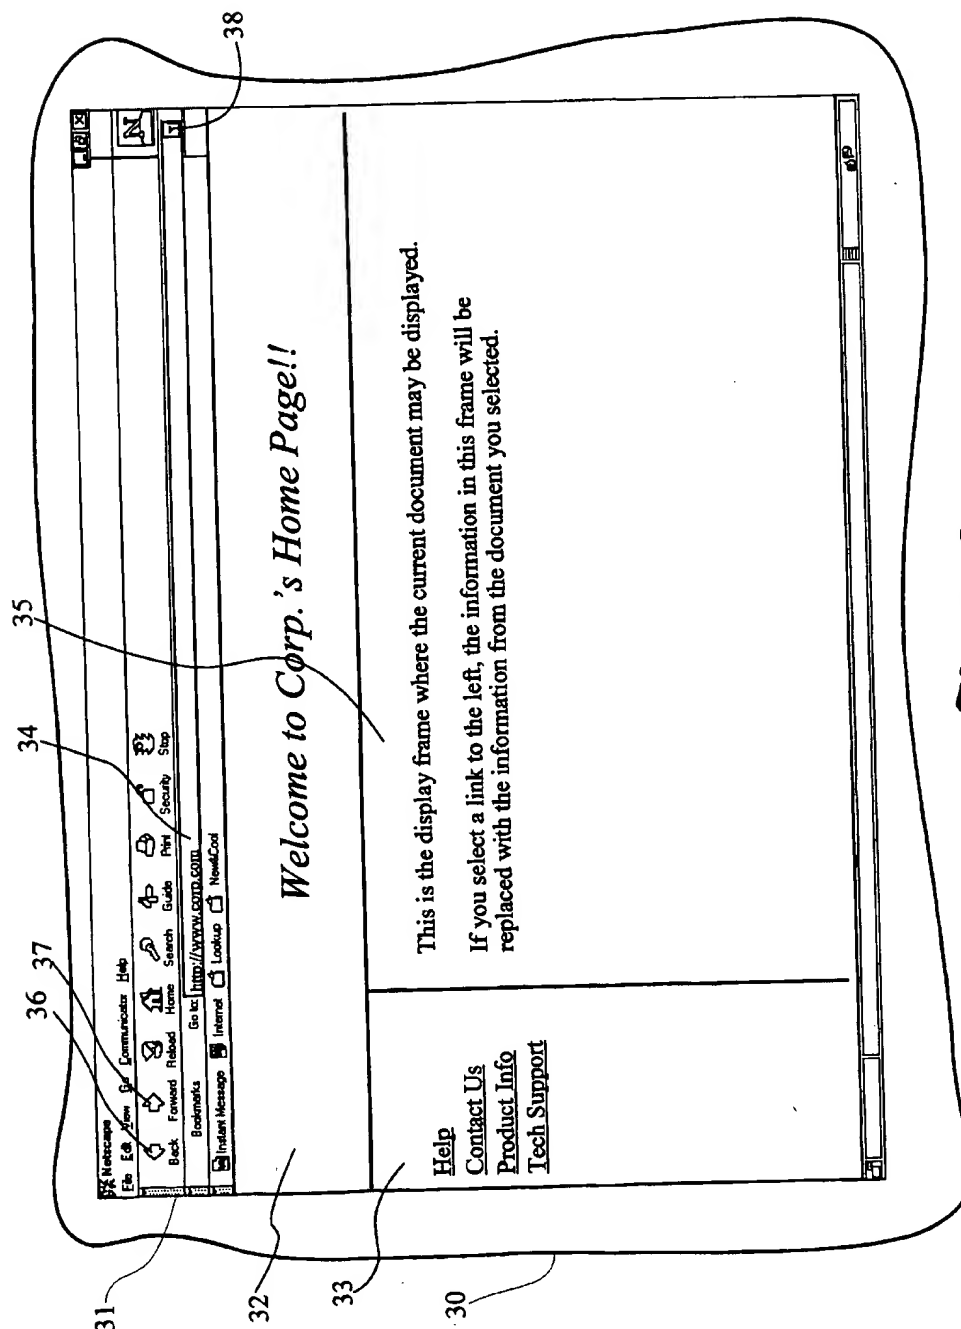 38
Netscape
File Edit View Go Communicator Help
N
Back Forward Reload Home Search Guide Print Security Stop
Bookmarks Go to: http://www.corp.com
Instant Message Internet Lookup New&Cool
Welcome to Corp.'s Home Page!!
Help
Contact Us
Product Info
Tech Support
This is the display frame where the current document may be displayed.
If you select a link to the left, the information in this frame will be
replaced with the information from the document you selected.
31
36
37
34
35
32
33
30